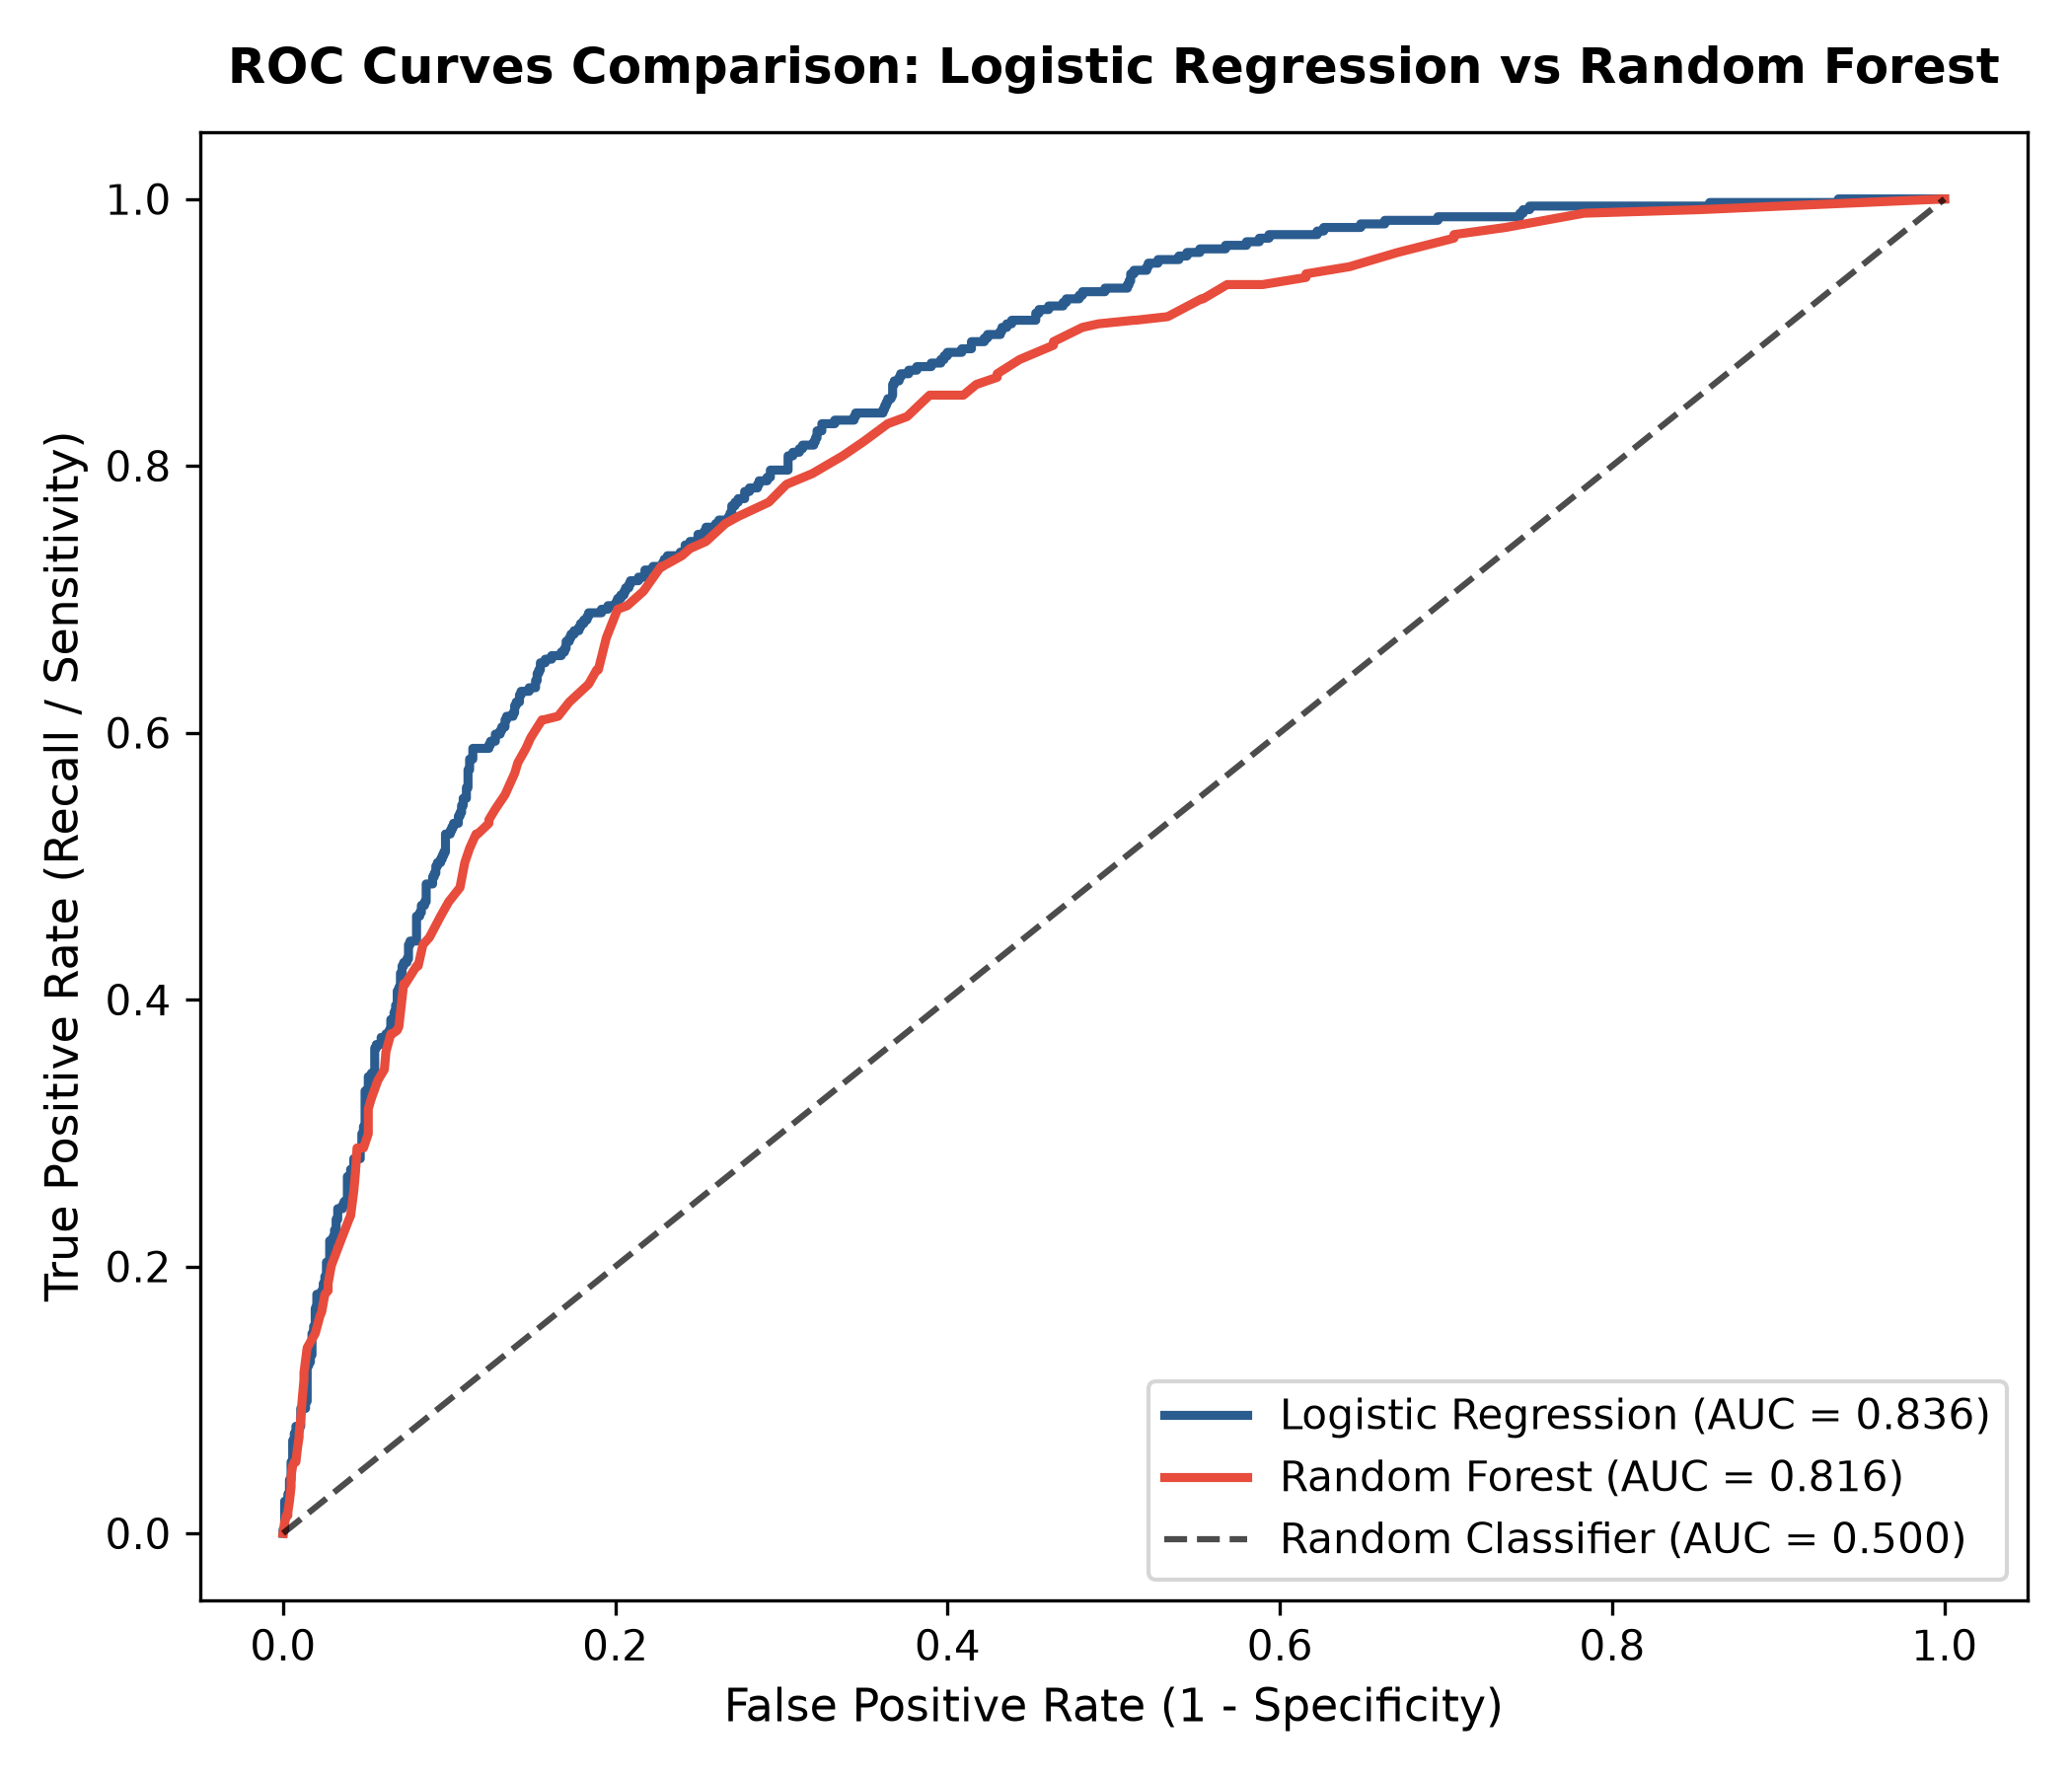 ROC Curves Comparison: Logistic Regression vs Random Forest
True Positive Rate (Recall / Sensitivity)
1.0
0.8
0.6
0.4
0.2
0.0
Logistic Regression (AUC = 0.836)
Random Forest (AUC = 0.816)
Random Classifier (AUC = 0.500)
0.0 0.2 0.4 0.6 0.8 1.0
False Positive Rate (1 - Specificity)